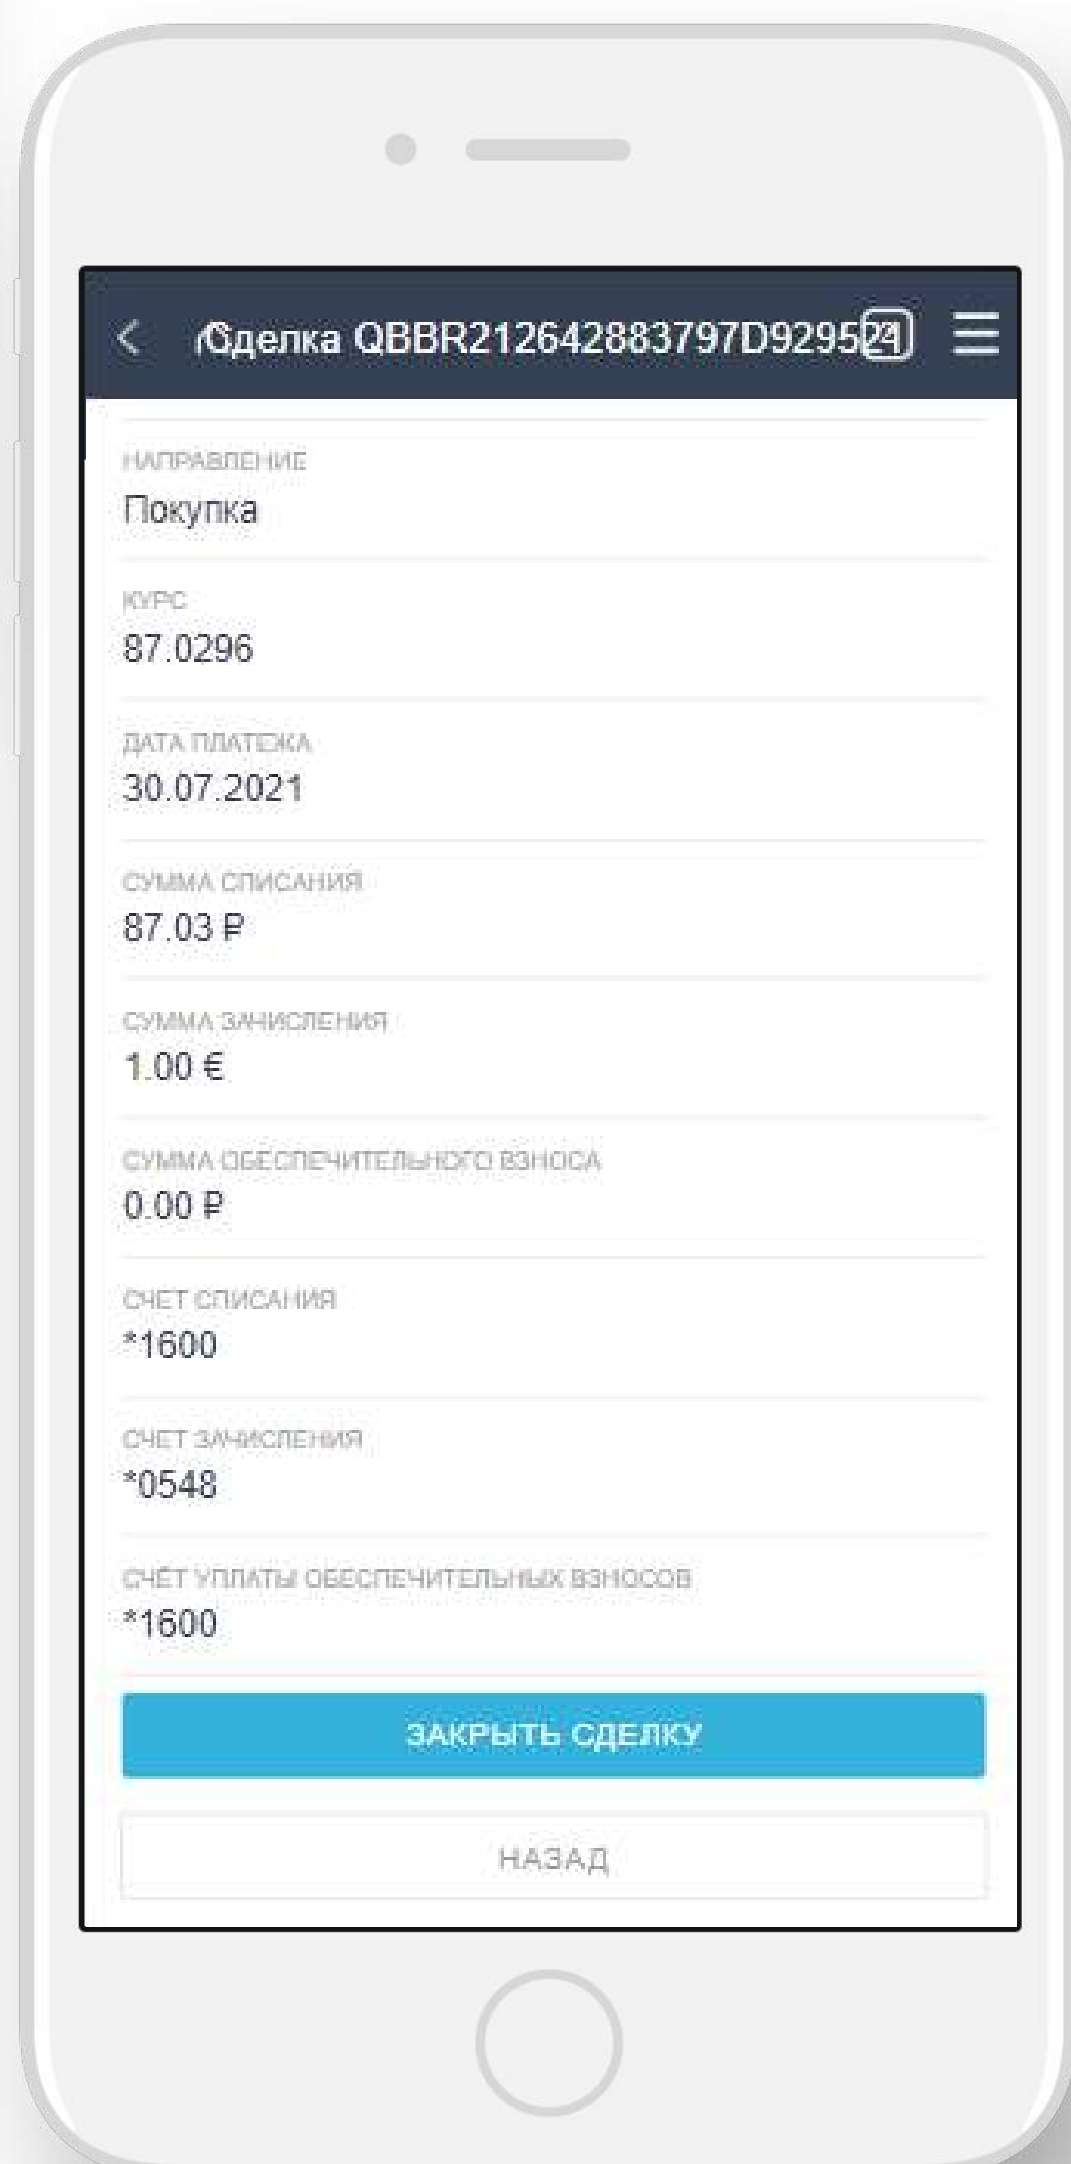 Сделка QBBR212642883797D9295
НАПРАВЛЕНИЕ
Покупка
КУРС
87.0296
ДАТА ПЛАТЕЖА
30.07.2021
СУММА СПИСАНИЯ
87.03 ₽
СУММА ЗАЧИСЛЕНИЯ
1.00 €
СУММА ОБЕСПЕЧИТЕЛЬНОГО ВЗНОСА
0.00 ₽
СЧЕТ СПИСАНИЯ
*1600
СЧЕТ ЗАЧИСЛЕНИЯ
*0548
СЧЁТ УПЛАТЫ ОБЕСПЕЧИТЕЛЬНЫХ ВЗНОСОВ
*1600
ЗАКРЫТЬ СДЕЛКУ
НАЗАД